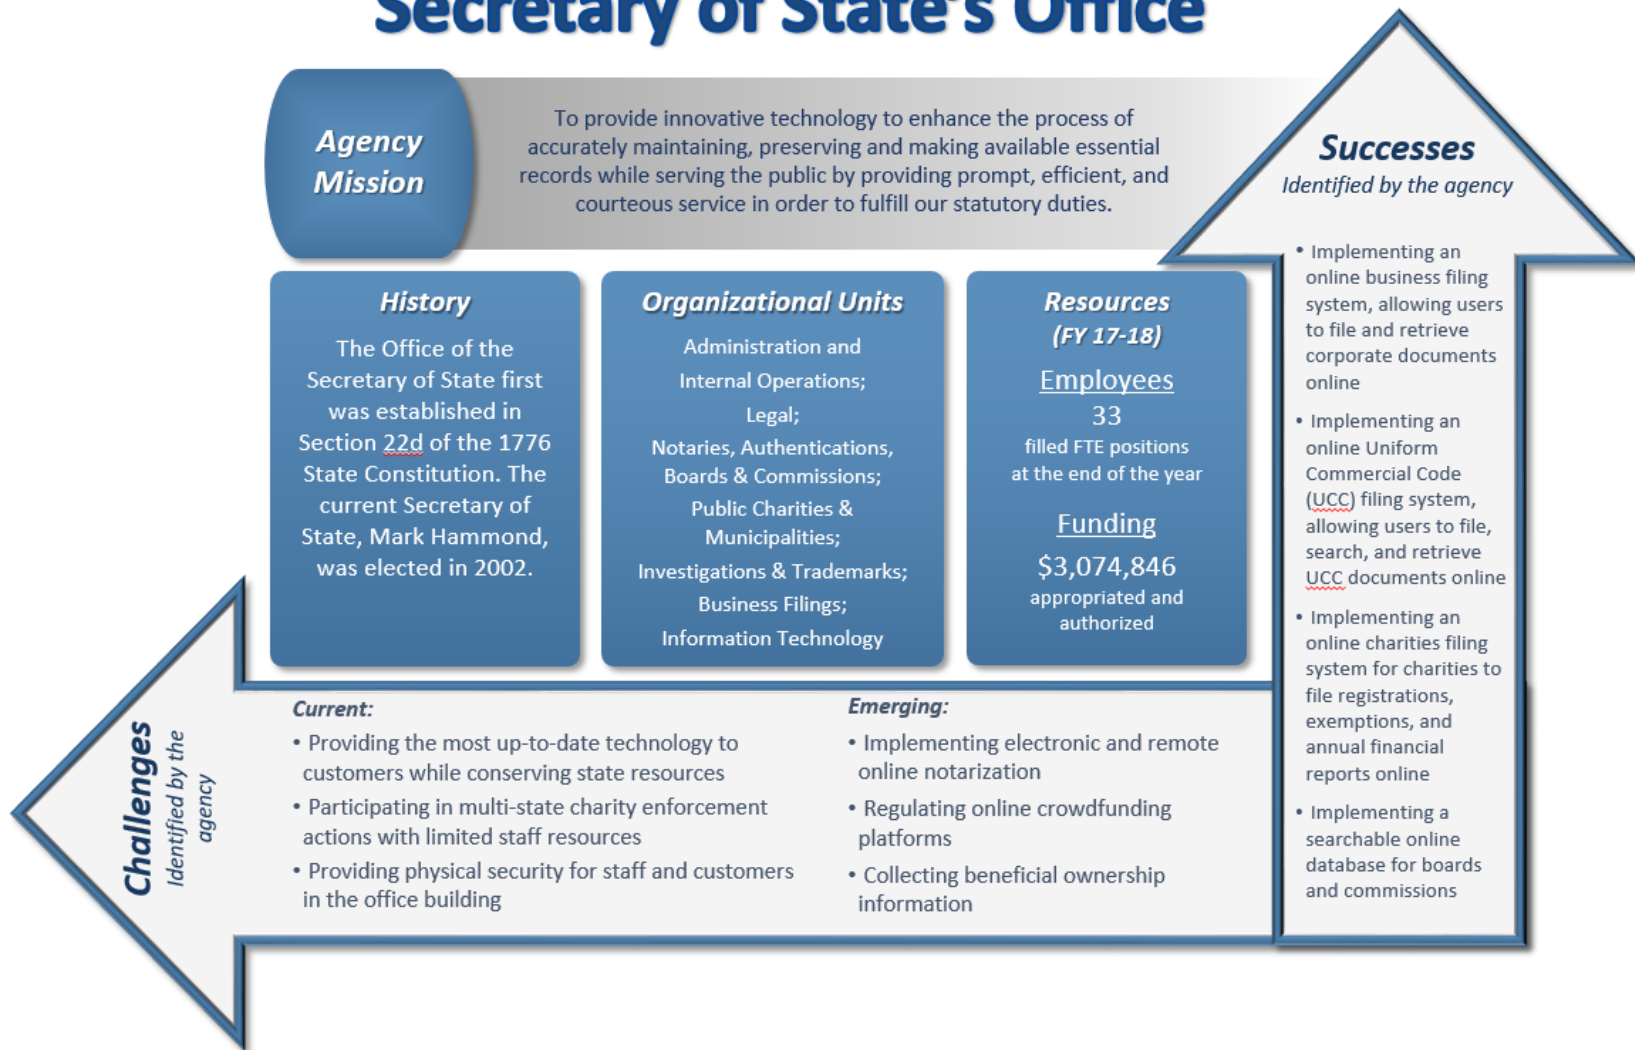 Secretary of State's Office
Agency
Mission
To provide innovative technology to enhance the process of
accurately maintaining, preserving and making available essential
records while serving the public by providing prompt, efficient, and
courteous service in order to fulfill our statutory duties.
History
The Office of the
Secretary of State first
was established in
Section 22d of the 1776
State Constitution. The
current Secretary of
State, Mark Hammond,
was elected in 2002.
Organizational Units
Administration and
Internal Operations;
Legal;
Notaries, Authentications,
Boards & Commissions;
Public Charities &
Municipalities;
Investigations & Trademarks;
Business Filings;
Information Technology
Resources
(FY 17-18)
Employees
33
filled FTE positions
at the end of the year
Funding
$3,074,846
appropriated and
authorized
Successes
Identified by the agency
• Implementing an
online business filing
system, allowing users
to file and retrieve
corporate documents
online
• Implementing an
online Uniform
Commercial Code
(UCC) filing system,
allowing users to file,
search, and retrieve
UCC documents online
• Implementing an
online charities filing
system for charities to
file registrations,
exemptions, and
annual financial
reports online
• Implementing a
searchable online
database for boards
and commissions
Challenges
Identified by the
agency
Current:
• Providing the most up-to-date technology to
customers while conserving state resources
• Participating in multi-state charity enforcement
actions with limited staff resources
• Providing physical security for staff and customers
in the office building
Emerging:
• Implementing electronic and remote
online notarization
• Regulating online crowdfunding
platforms
• Collecting beneficial ownership
information